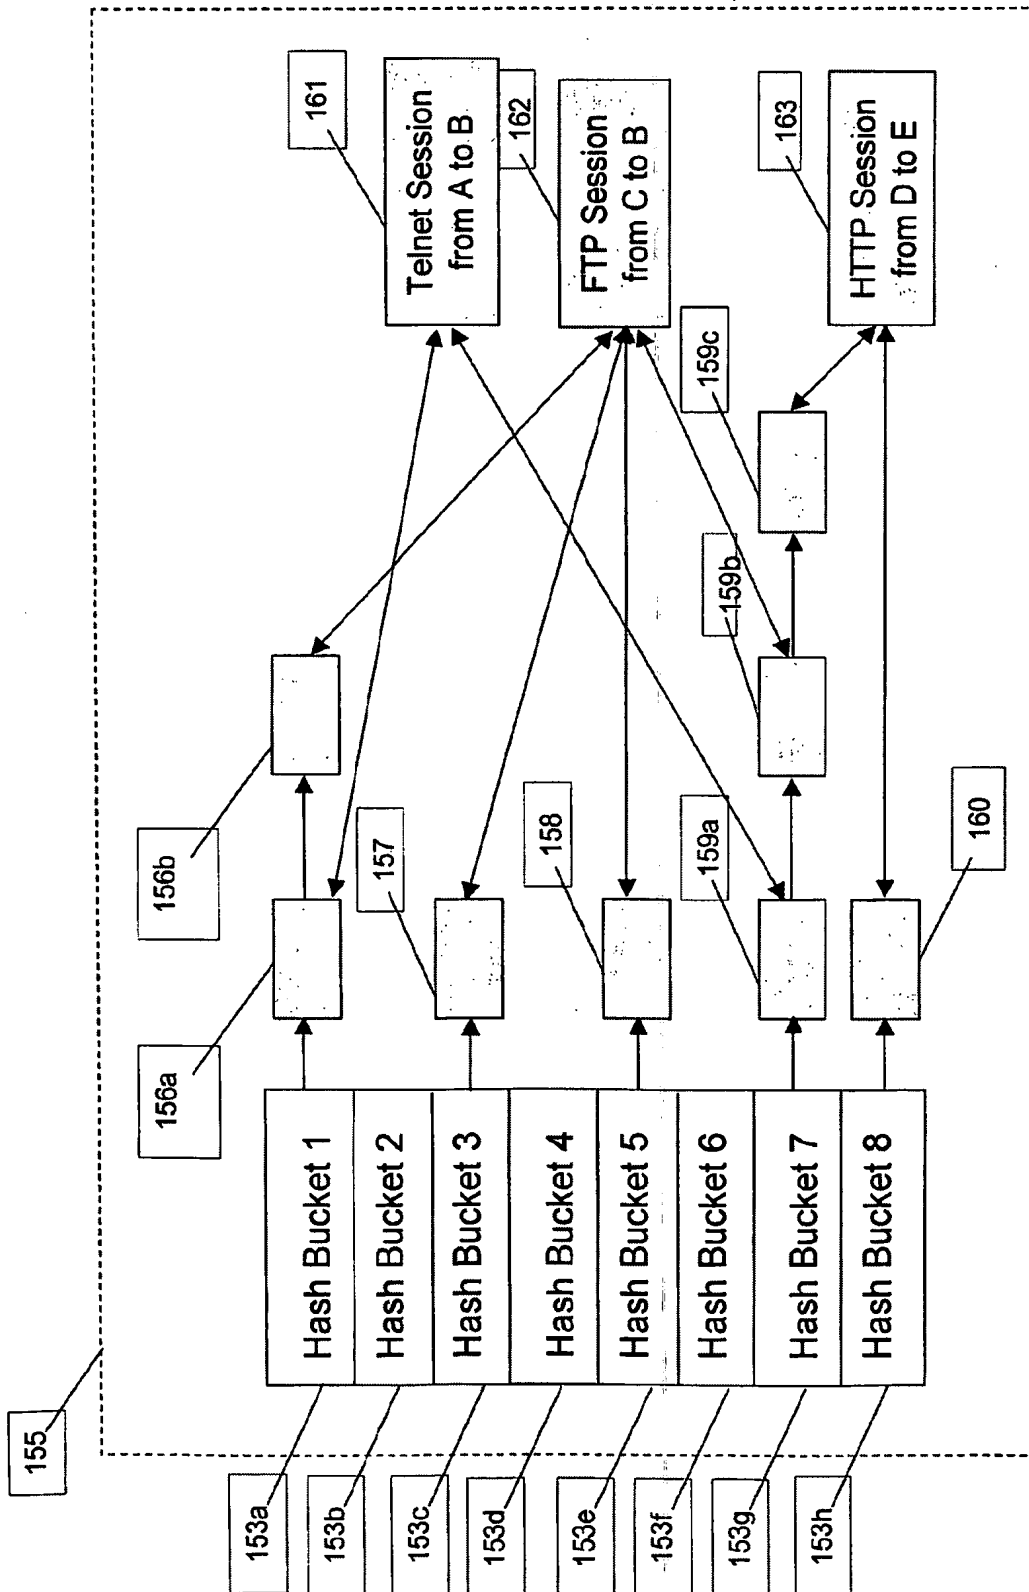 155
153a
153b
153c
153d
153e
153f
153g
153h
Hash Bucket 1
Hash Bucket 2
Hash Bucket 3
Hash Bucket 4
Hash Bucket 5
Hash Bucket 6
Hash Bucket 7
Hash Bucket 8
156a
156b
157
158
159a
159b
159c
160
161
Telnet Session
from A to B
162
FTP Session
from C to B
163
HTTP Session
from D to E